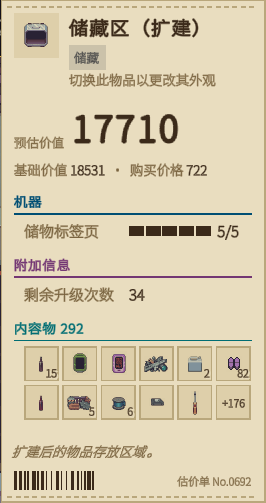 储藏区（扩建）
储藏
切换此物品以更改其外观
预估价值 17710
基础价值 18531 • 购买价格 722
机器
储物标签页 5/5
附加信息
剩余升级次数 34
内容物 292
15 2 82
5 6 +176
扩建后的物品存放区域。
估价单 No.0692